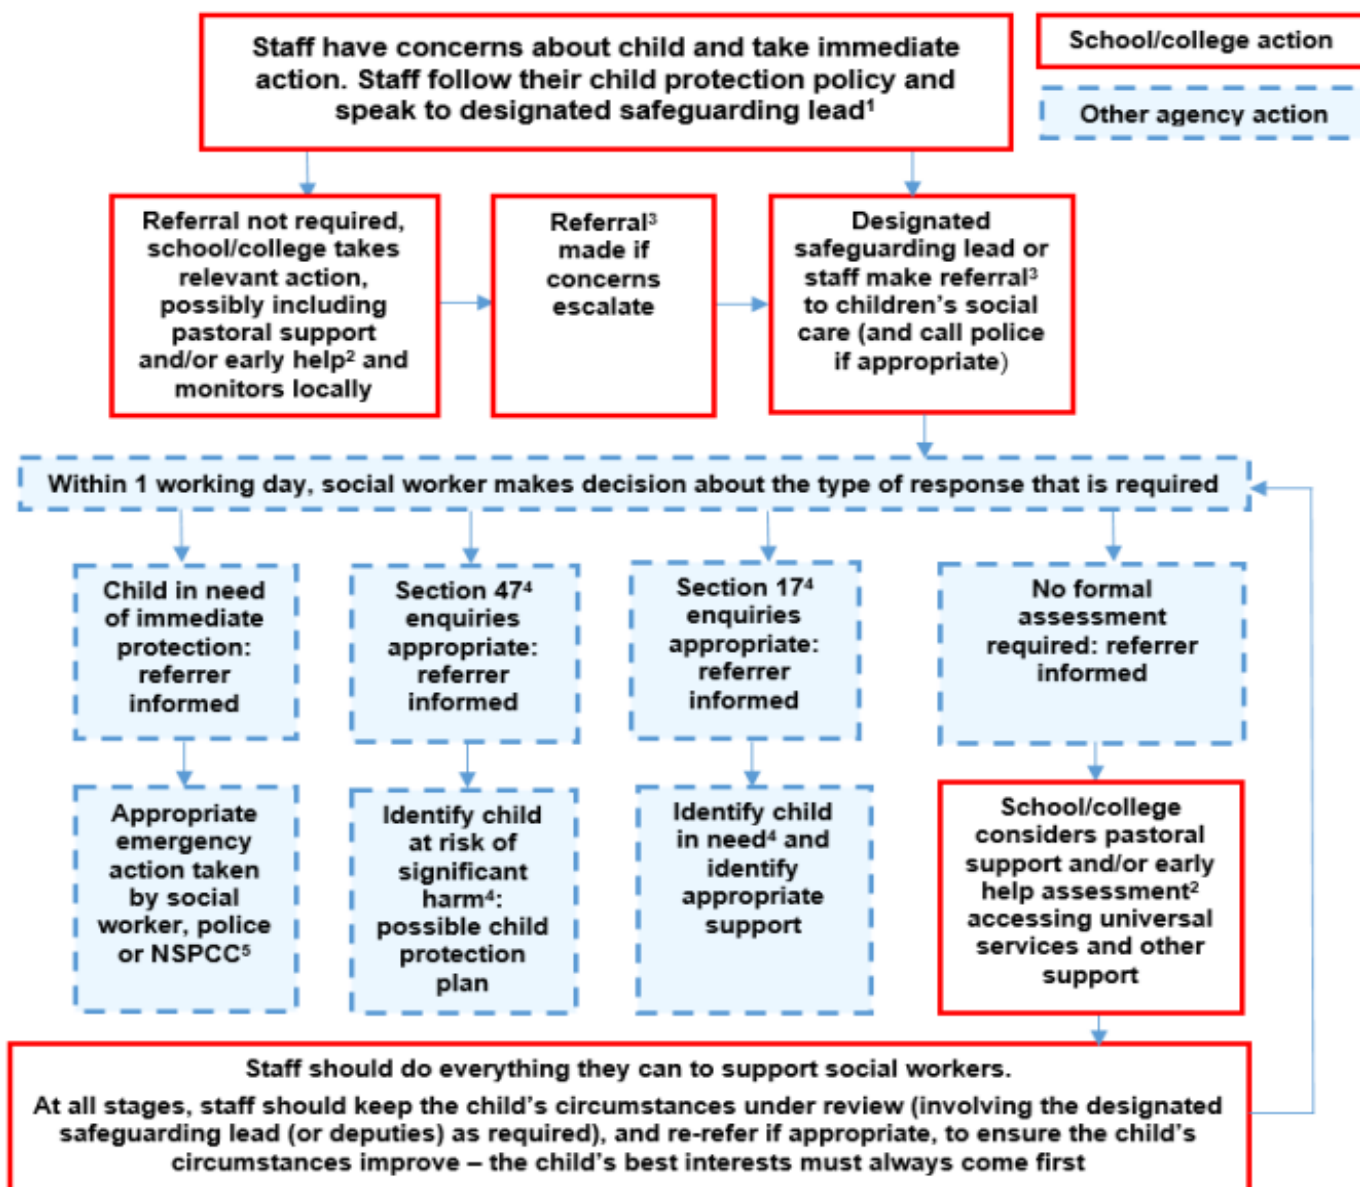 Staff have concerns about child and take immediate
action. Staff follow their child protection policy and
speak to designated safeguarding lead¹
School/college action
Other agency action
Referral not required,
school/college takes
relevant action,
possibly including
pastoral support
and/or early help² and
monitors locally
Referral³
made if
concerns
escalate
Designated
safeguarding lead or
staff make referral³
to children’s social
care (and call police
if appropriate)
Within 1 working day, social worker makes decision about the type of response that is required
Child in need
of immediate
protection:
referrer
informed
Section 47⁴
enquiries
appropriate:
referrer
informed
Section 17⁴
enquiries
appropriate:
referrer
informed
No formal
assessment
required: referrer
informed
Appropriate
emergency
action taken
by social
worker, police
or NSPCC⁵
Identify child
at risk of
significant
harm⁴:
possible child
protection
plan
Identify child
in need⁴ and
identify
appropriate
support
School/college
considers pastoral
support and/or early
help assessment²
accessing universal
services and other
support
Staff should do everything they can to support social workers.
At all stages, staff should keep the child’s circumstances under review (involving the designated
safeguarding lead (or deputies) as required), and re-refer if appropriate, to ensure the child’s
circumstances improve – the child’s best interests must always come first